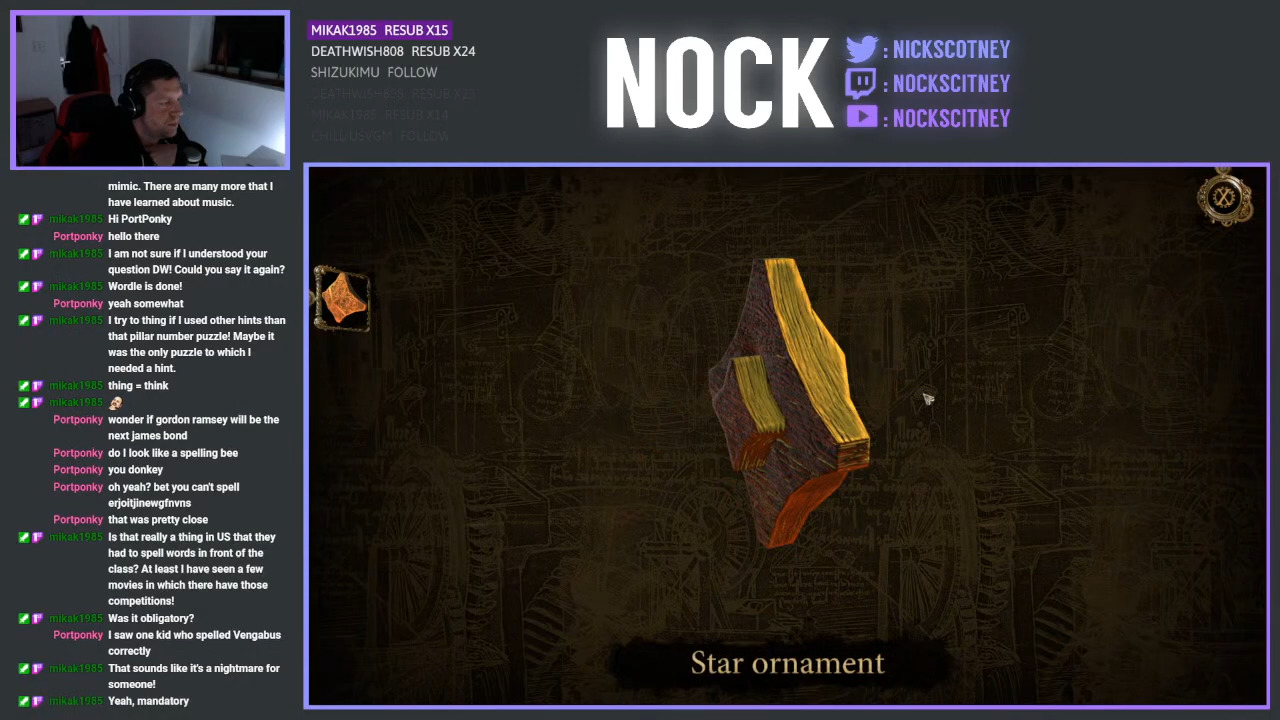 MIKAK1985 RESUB X15
DEATHWISH808 RESUB X24
SHIZUKIMU FOLLOW
DEATHWISH808 RESUB X23
MIKAK1985 RESUB X14
CHILLIUSVGM FOLLOW
NOCK
: NICKSCOTNEY
: NOCKSCITNEY
: NOCKSCITNEY
mimic. There are many more that I
have learned about music.
mikak1985 Hi PortPonky
Portponky hello there
mikak1985 I am not sure if I understood your
question DW! Could you say it again?
mikak1985 Wordle is done!
Portponky yeah somewhat
mikak1985 I try to thing if I used other hints than
that pillar number puzzle! Maybe it
was the only puzzle to which I
needed a hint.
mikak1985 thing = think
mikak1985
Portponky wonder if gordon ramsey will be the
next james bond
Portponky do I look like a spelling bee
Portponky you donkey
Portponky oh yeah? bet you can't spell
erjoitjinewgfnvns
Portponky that was pretty close
mikak1985 Is that really a thing in US that they
had to spell words in front of the
class? At least I have seen a few
movies in which there have those
competitions!
mikak1985 Was it obligatory?
Portponky I saw one kid who spelled Vengabus
correctly
mikak1985 That sounds like it's a nightmare for
someone!
mikak1985 Yeah, mandatory
Star ornament